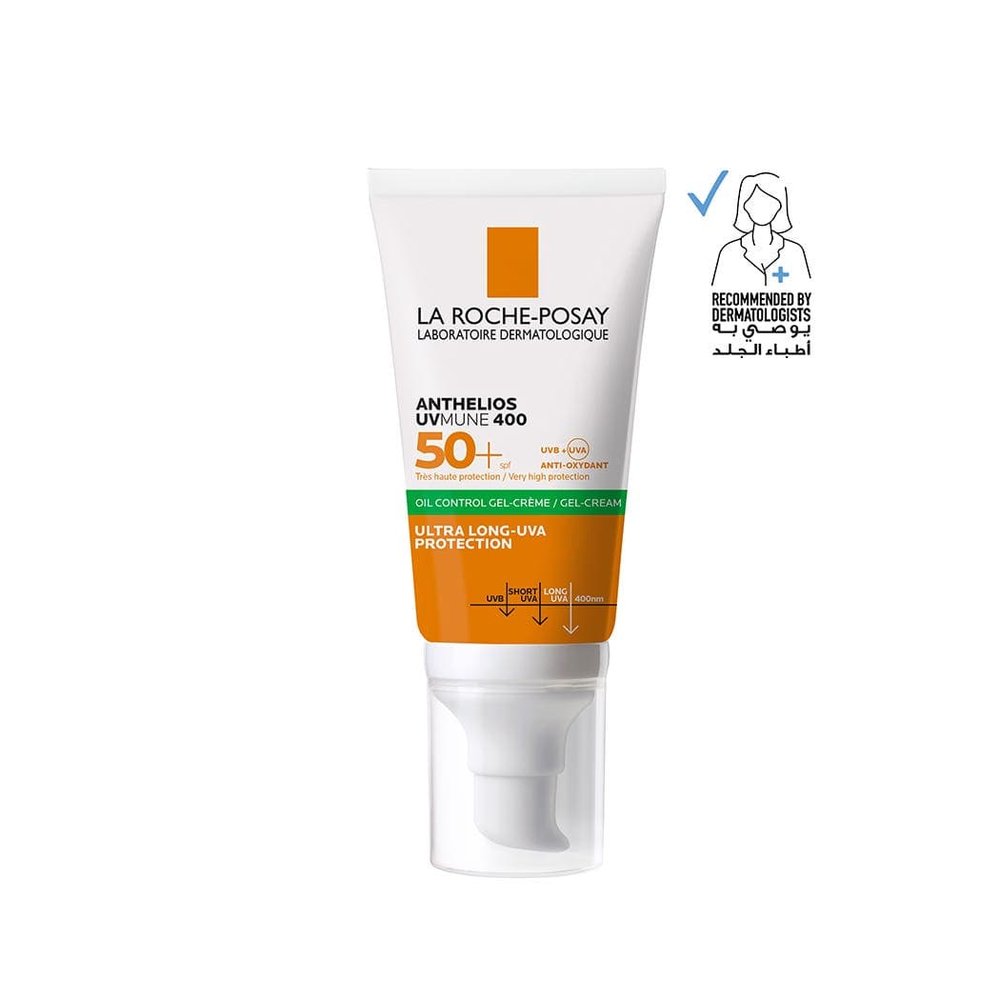 LA ROCHE-POSAY
LABORATOIRE DERMATOLOGIQUE
ANTHELIOS
UVMUNE 400
50+ spf
UVB + UVA
ANTI-OXYDANT
Très haute protection / Very high protection
OIL CONTROL GEL-CRÈME / GEL-CREAM
ULTRA LONG-UVA
PROTECTION
UVB
SHORT
UVA
LONG
UVA
400nm
RECOMMENDED BY
DERMATOLOGISTS
يوصي به
أطباء الجلد